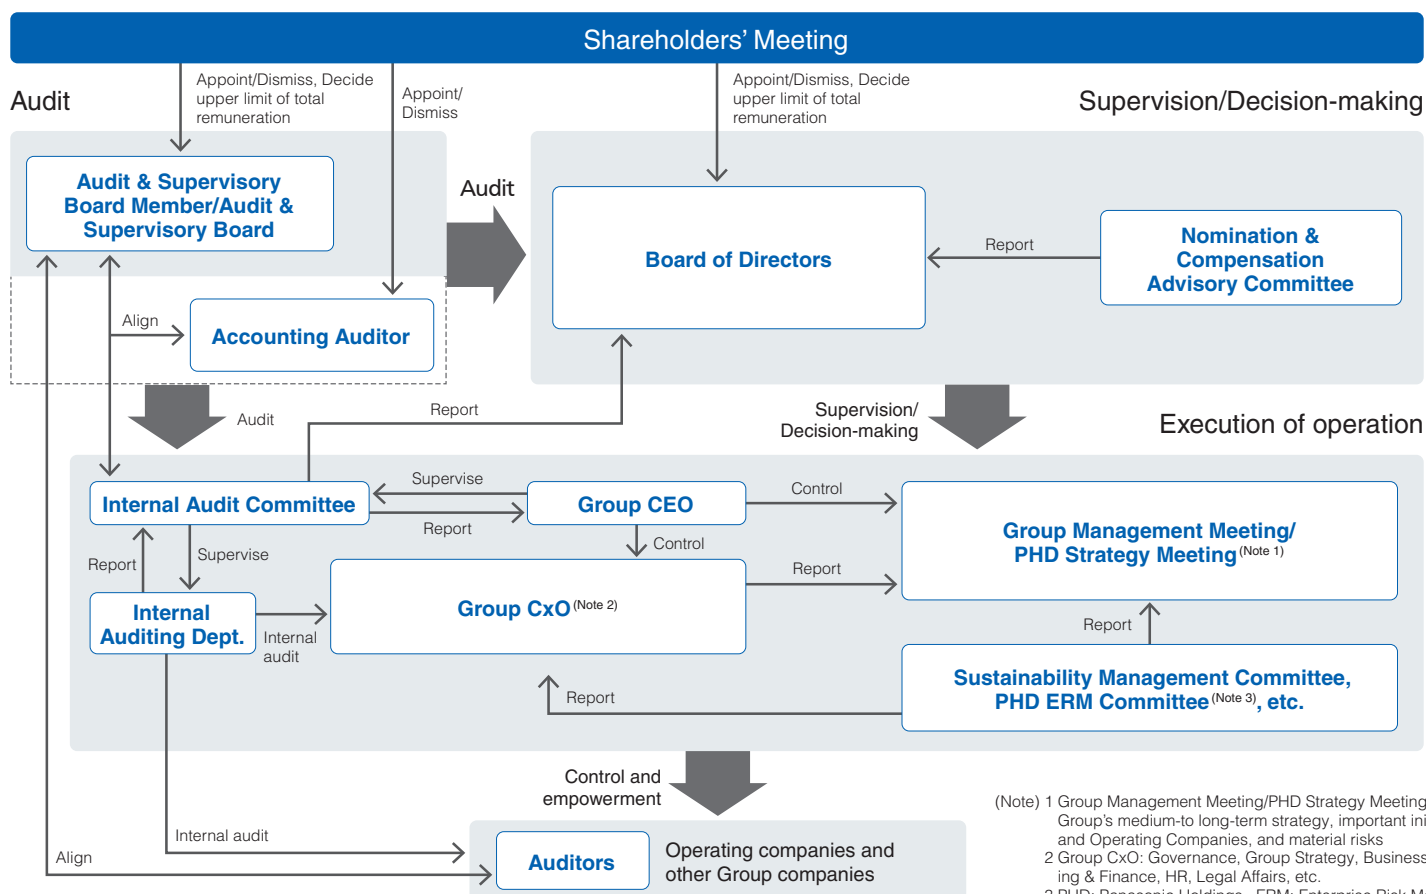 Shareholders' Meeting
Audit
Appoint/Dismiss, Decide
upper limit of total
remuneration
Appoint/
Dismiss
Appoint/Dismiss, Decide
upper limit of total
remuneration
Supervision/Decision-making
Audit & Supervisory
Board Member/Audit &
Supervisory Board
Audit
Board of Directors
Report
Nomination &
Compensation
Advisory Committee
Align
Accounting Auditor
Audit
Report
Supervision/
Decision-making
Execution of operation
Internal Audit Committee
Supervise
Report
Group CEO
Control
Control
Group Management Meeting/
PHD Strategy Meeting (Note 1)
Report
Supervise
Internal
Auditing Dept.
Internal
audit
Group CxO (Note 2)
Report
Report
Report
Sustainability Management Committee,
PHD ERM Committee (Note 3), etc.
Control and
empowerment
Internal audit
Align
Auditors
Operating companies and
other Group companies
(Note) 1 Group Management Meeting/PHD Strategy Meeting
Group's medium-to long-term strategy, important
and Operating Companies, and material risks
2 Group CxO: Governance, Group Strategy, Business
ing & Finance, HR, Legal Affairs, etc.